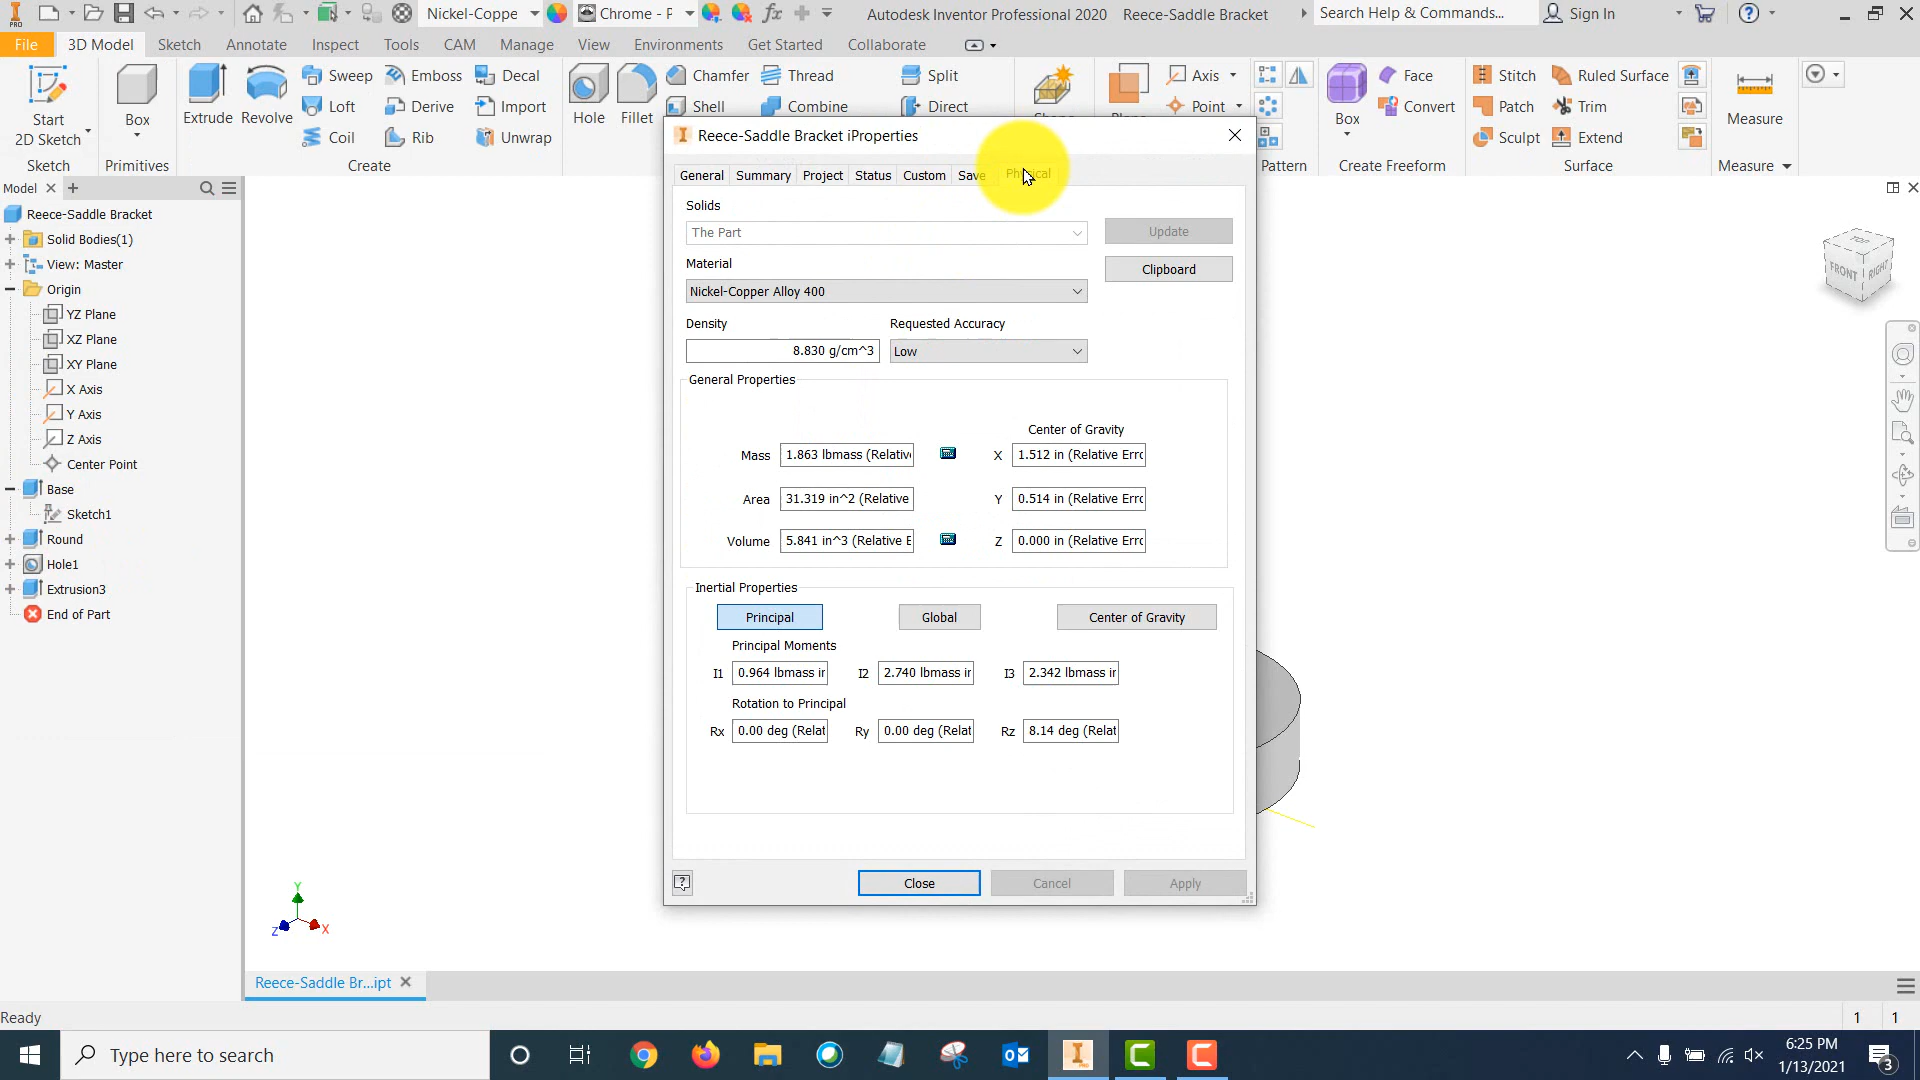 Nickel-Coppe
Chrome - P
Autodesk Inventor Professional 2020 Reece-Saddle Bracket
Search Help & Commands...
Sign In
File
3D Model
Sketch
Annotate
Inspect
Tools
CAM
Manage
View
Environments
Get Started
Collaborate
Start
2D Sketch
Sketch
Box
Primitives
Extrude
Revolve
Sweep
Loft
Coil
Emboss
Derive
Rib
Decal
Import
Unwrap
Create
Hole
Fillet
Chamfer
Shell
Thread
Combine
Split
Direct
Axis
Point
Pattern
Box
Face
Convert
Create Freeform
Stitch
Patch
Sculpt
Ruled Surface
Trim
Extend
Surface
Measure
Measure
Model
Reece-Saddle Bracket
Solid Bodies(1)
View: Master
Origin
YZ Plane
XZ Plane
XY Plane
X Axis
Y Axis
Z Axis
Center Point
Base
Sketch1
Round
Hole1
Extrusion3
End of Part
Reece-Saddle Bracket iProperties
General
Summary
Project
Status
Custom
Save
Physical
Solids
The Part
Update
Material
Clipboard
Nickel-Copper Alloy 400
Density
Requested Accuracy
8.830 g/cm^3
Low
General Properties
Center of Gravity
Mass 1.863 lbmass (Relativ
X 1.512 in (Relative Erro
Area 31.319 in^2 (Relative
Y 0.514 in (Relative Erro
Volume 5.841 in^3 (Relative E
Z 0.000 in (Relative Erro
Inertial Properties
Principal
Global
Center of Gravity
Principal Moments
I1 0.964 lbmass in
I2 2.740 lbmass in
I3 2.342 lbmass in
Rotation to Principal
Rx 0.00 deg (Relat
Ry 0.00 deg (Relat
Rz 8.14 deg (Relat
Close
Cancel
Apply
TOP
FRONT
RIGHT
Y
Z
X
Reece-Saddle Br...ipt
Ready
1 1
Type here to search
6:25 PM
1/13/2021
3